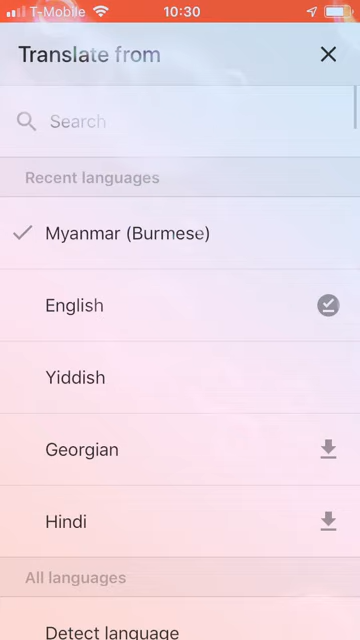 T-Mobile 10:30
Translate from
Search
Recent languages
Myanmar (Burmese)
English
Yiddish
Georgian
Hindi
All languages
Detect language